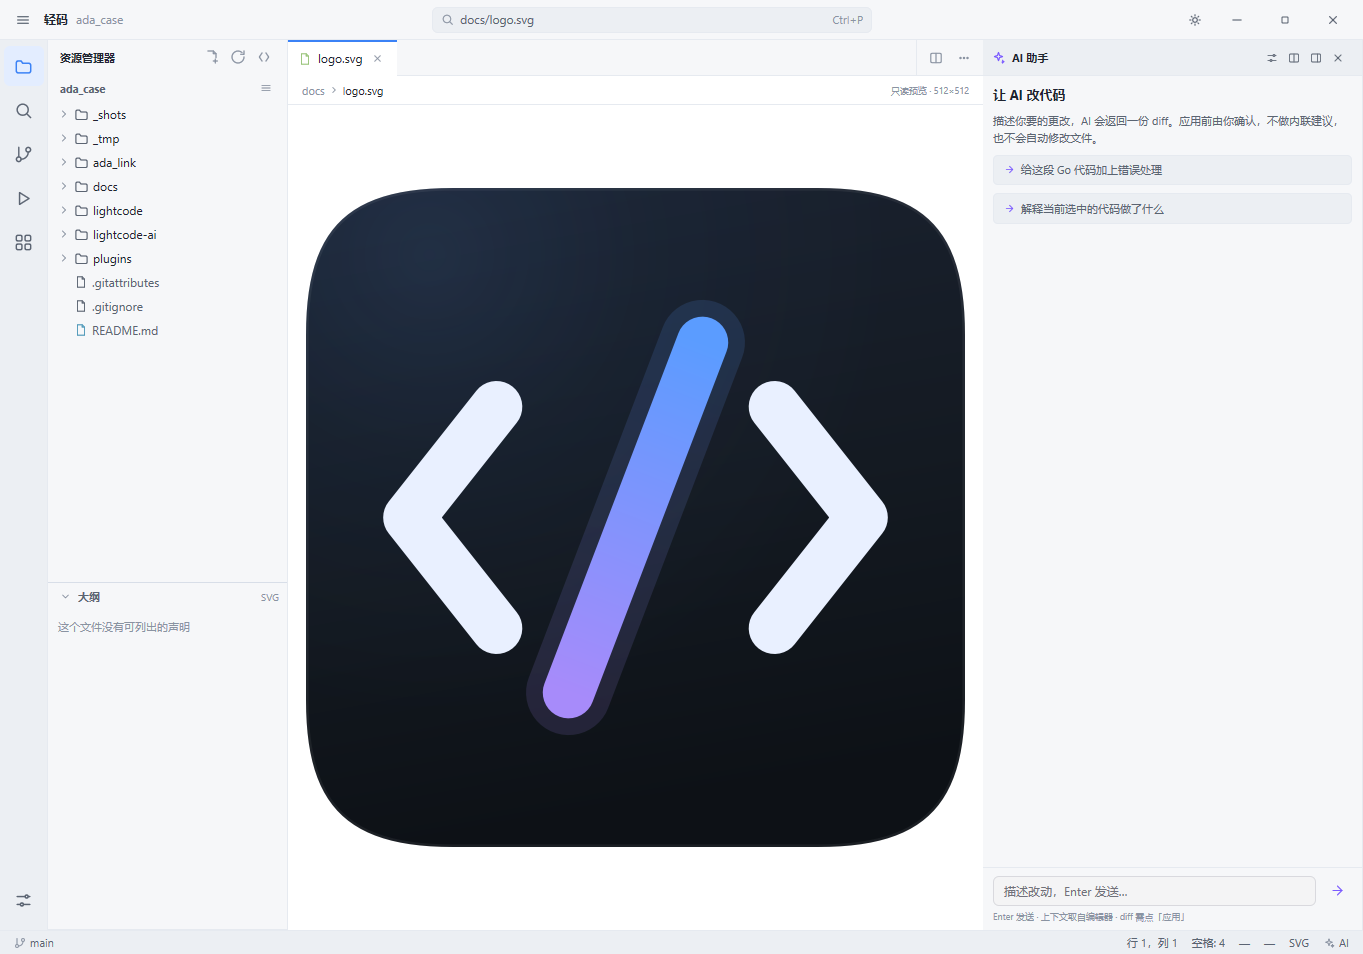 轻码 ada_case
docs/logo.svg Ctrl+P
资源管理器
ada_case
_shots
_tmp
ada_link
docs
lightcode
lightcode-ai
plugins
.gitattributes
.gitignore
README.md
大纲 SVG
这个文件没有可列出的声明
logo.svg
docs logo.svg
只读预览 · 512×512
AI 助手
让 AI 改代码
描述你要的更改，AI 会返回一份 diff。应用前由你确认，不做内联建议，
也不会自动修改文件。
给这段 Go 代码加上错误处理
解释当前选中的代码做了什么
描述改动，Enter 发送...
Enter 发送 · 上下文取自编辑器 · diff 需点「应用」
main
行 1，列 1 空格: 4 — — SVG AI